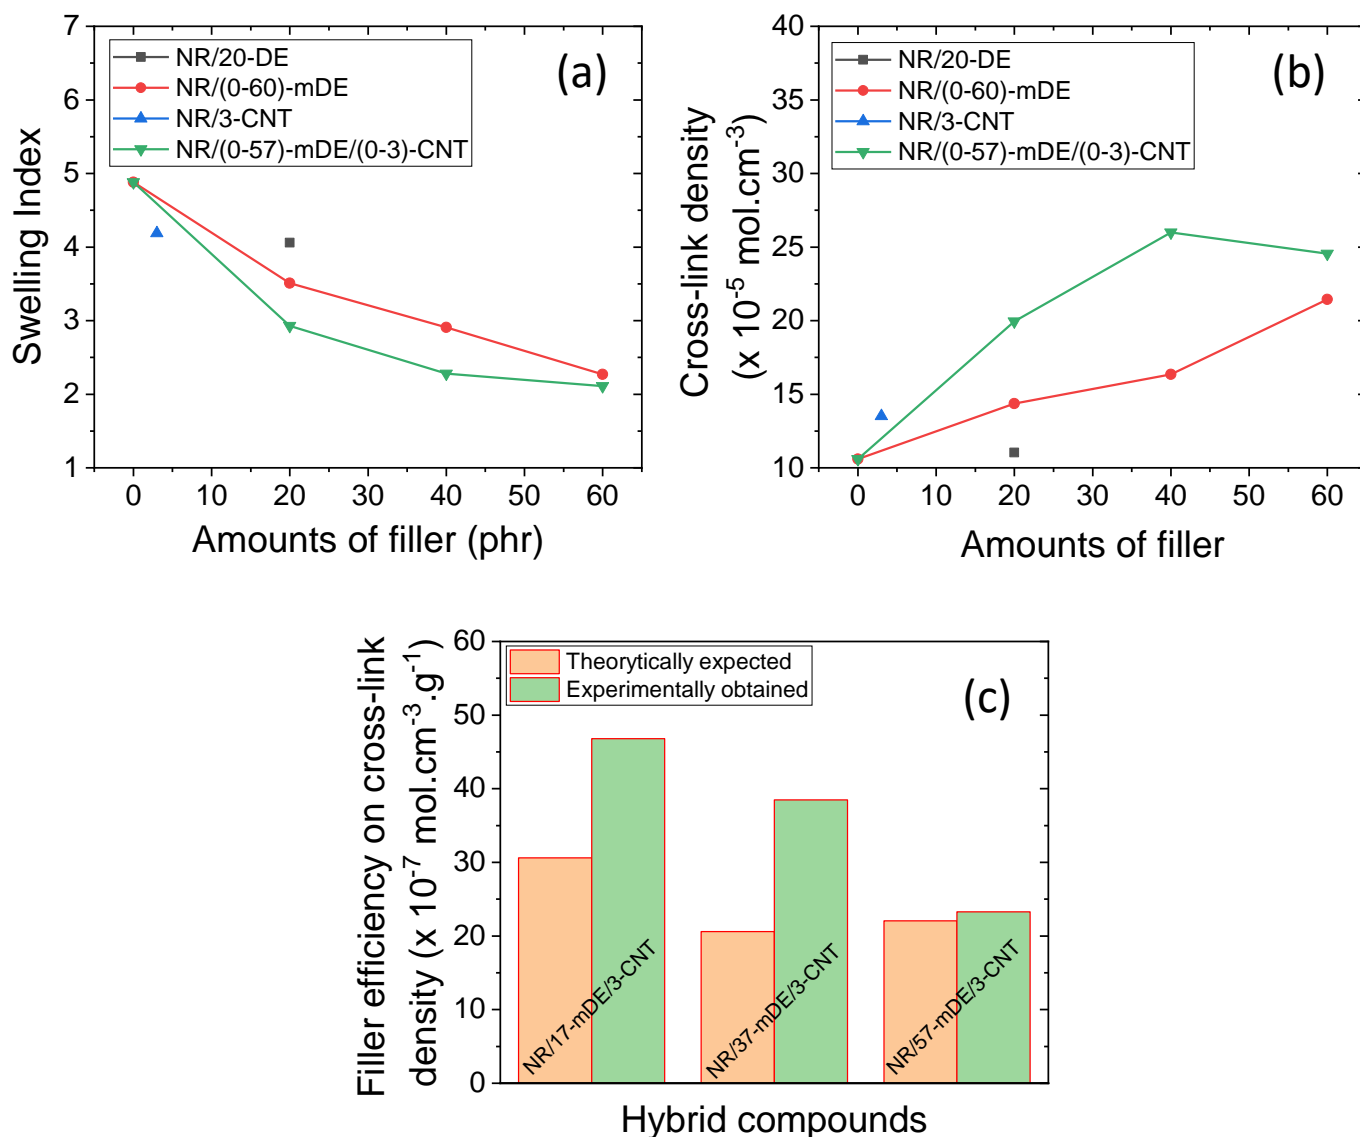 7
6
5
4
3
2
1
Swelling Index
NR/20-DE
NR/(0-60)-mDE
NR/3-CNT
NR/(0-57)-mDE/(0-3)-CNT
(a)
0 10 20 30 40 50 60
Amounts of filler (phr)
40
35
30
25
20
15
10
Cross-link density
(x 10⁻⁵ mol.cm⁻³)
NR/20-DE
NR/(0-60)-mDE
NR/3-CNT
NR/(0-57)-mDE/(0-3)-CNT
(b)
0 10 20 30 40 50 60
Amounts of filler
60
50
40
30
20
10
0
Filler efficiency on cross-link
density (x 10⁻⁷ mol.cm⁻³.g⁻¹)
Theorytically expected
Experimentally obtained
(c)
NR/17-mDE/3-CNT
NR/37-mDE/3-CNT
NR/57-mDE/3-CNT
Hybrid compounds